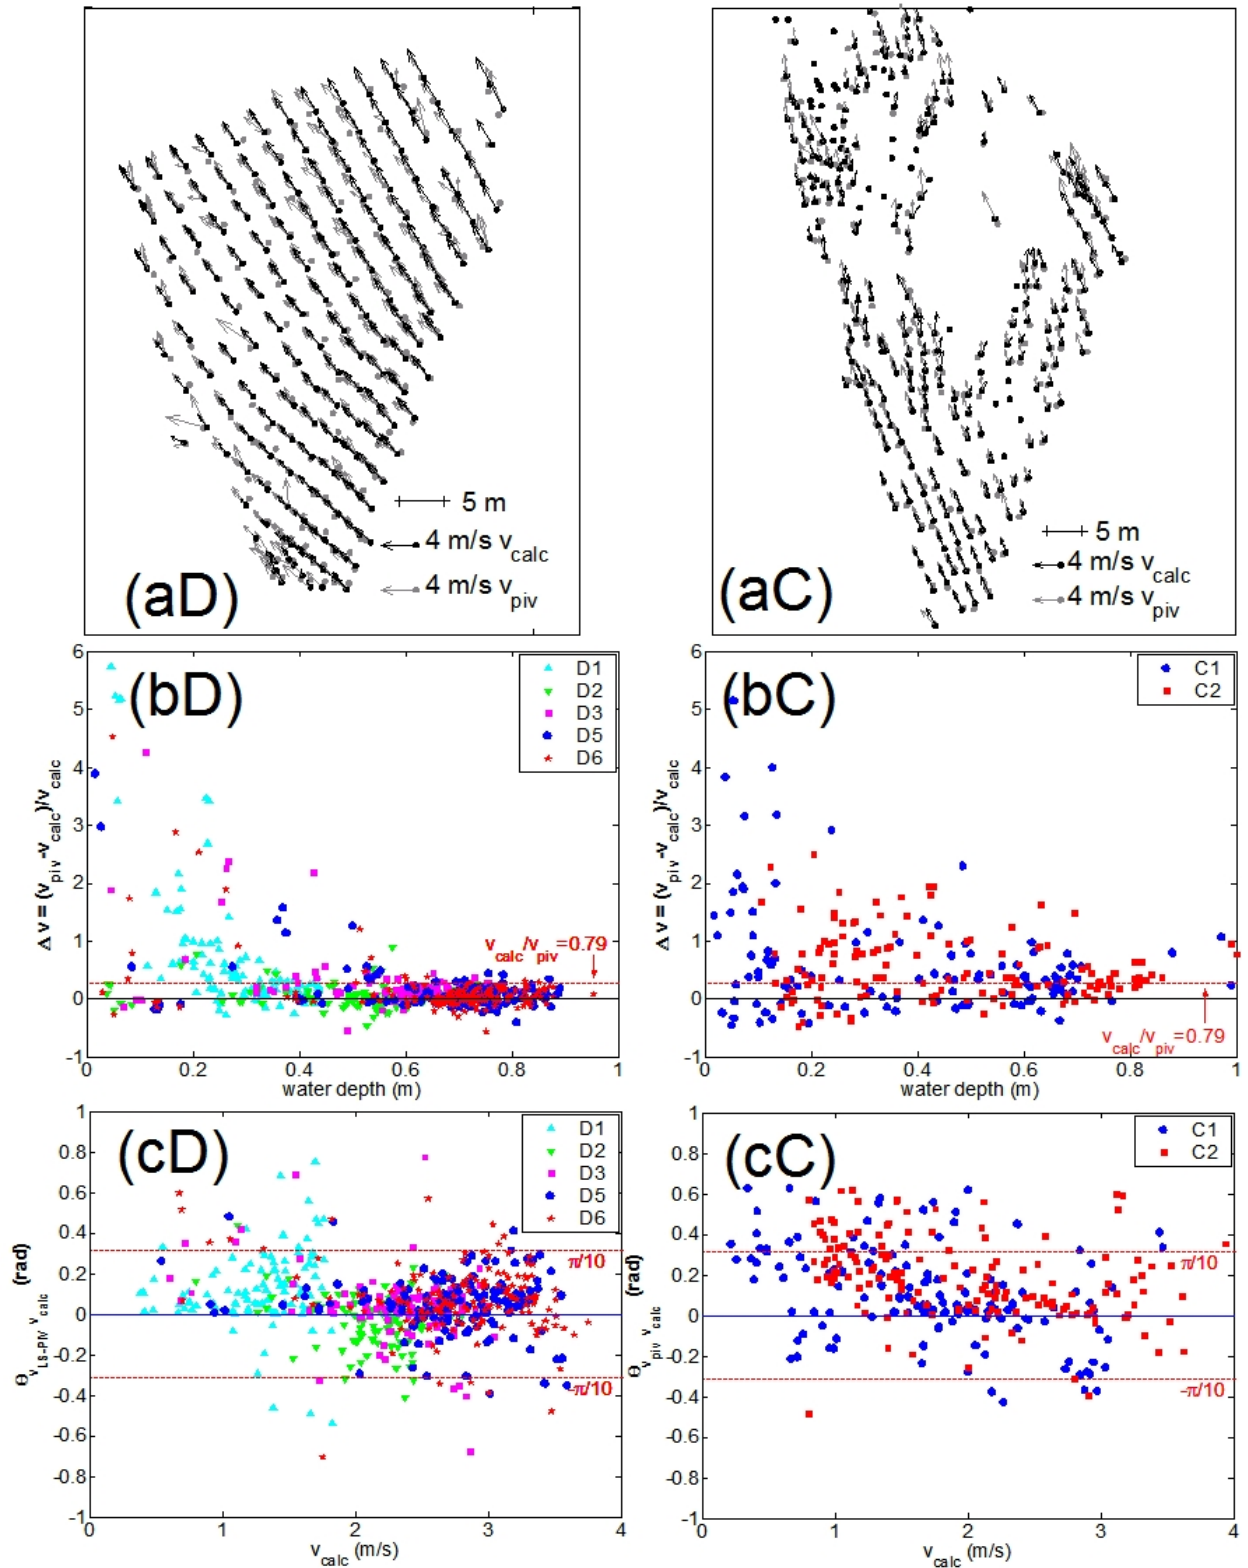 5 m
4 m/s v_calc
4 m/s v_piv
(aD)
5 m
4 m/s v_calc
4 m/s v_piv
(aC)
(bD)
D1
D2
D3
D5
D6
6
5
4
3
2
1
0
-1
Δ v = (v_piv -v_calc)/v_calc
v_calc/v_piv=0.79
0
0.2
0.4
0.6
0.8
1
water depth (m)
(bC)
C1
C2
6
5
4
3
2
1
0
-1
Δ v = (v_piv -v_calc)/v_calc
v_calc/v_piv=0.79
0
0.2
0.4
0.6
0.8
1
water depth (m)
(cD)
D1
D2
D3
D5
D6
1
0.8
0.6
0.4
0.2
0
-0.2
-0.4
-0.6
-0.8
-1
Θ_v_LS-PIV v_calc (rad)
π/10
-π/10
0
1
2
3
4
v_calc (m/s)
(cC)
C1
C2
1
0.8
0.6
0.4
0.2
0
-0.2
-0.4
-0.6
-0.8
-1
Θ_v_piv v_calc (rad)
π/10
-π/10
0
1
2
3
4
v_calc (m/s)